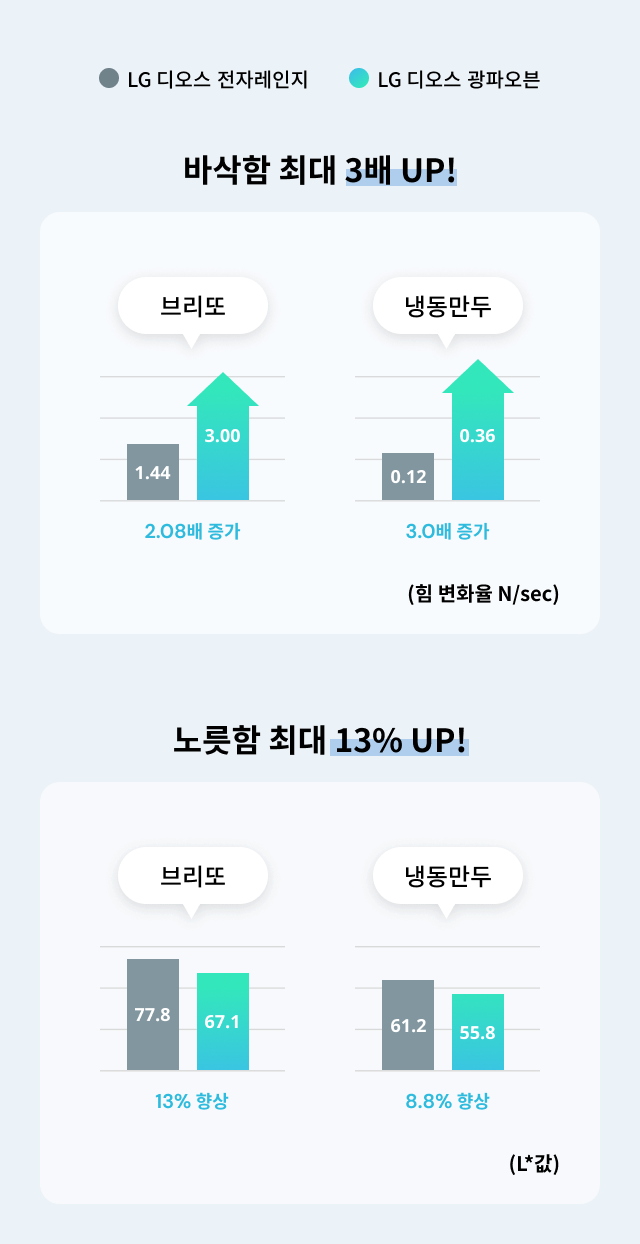 LG 디오스 전자레인지 LG 디오스 광파오븐
바삭함 최대 3배 UP!
브리또 냉동만두
3.00 0.36
1.44 0.12
2.08배 증가 3.0배 증가
(힘 변화율 N/sec)
노릇함 최대 13% UP!
브리또 냉동만두
77.8 67.1 61.2 55.8
13% 향상 8.8% 향상
(L*값)